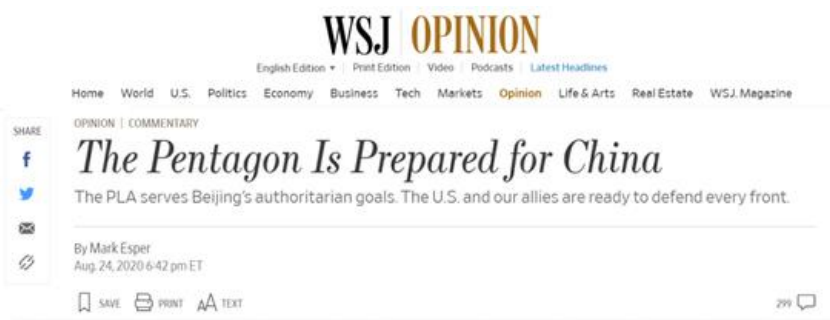 WSJ OPINION
English Edition Print Edition Video Podcasts Latest Headlines
Home World U.S. Politics Economy Business Tech Markets Opinion Life & Arts Real Estate WSJ. Magazine
SHARE
OPINION | COMMENTARY
The Pentagon Is Prepared for China
The PLA serves Beijing's authoritarian goals. The U.S. and our allies are ready to defend every front.
By Mark Esper
Aug. 24, 2020 6:42 pm ET
SAVE PRINT AA TEXT 299